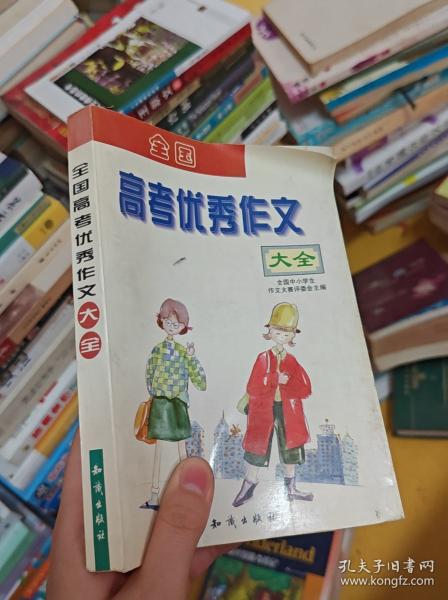 全国
高考优秀作文
大全
全国中小学生
作文大赛评委会主编
知识出版社
全国高考优秀作文大全
知识出版社
孔夫子旧书网
www.kongfz.com